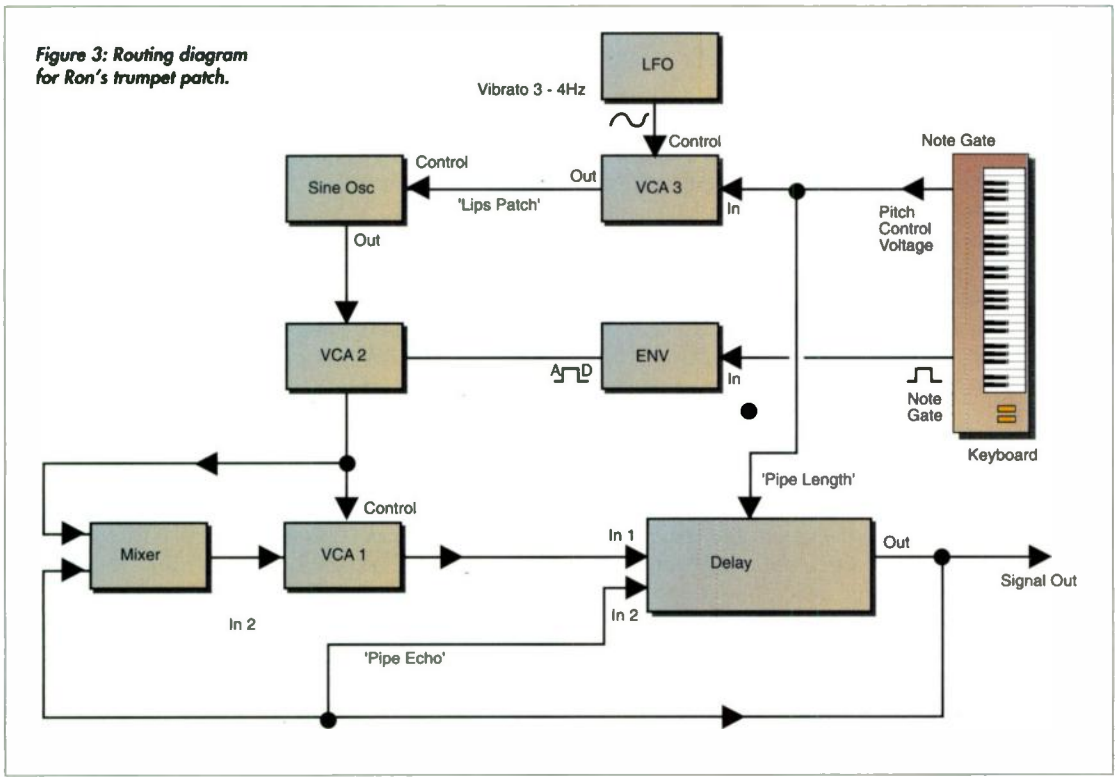 Figure 3: Routing diagram
for Ron's trumpet patch.
LFO
Vibrato 3 - 4Hz
Control
Note Gate
Sine Osc
Control
Out
VCA 3
'Lips Patch'
In
Pitch
Control
Voltage
Out
VCA 2
ENV
A
D
In
Note
Gate
Keyboard
'Pipe Length'
Control
Mixer
VCA 1
In 1
Delay
Out
Signal Out
In 2
In 2
'Pipe Echo'